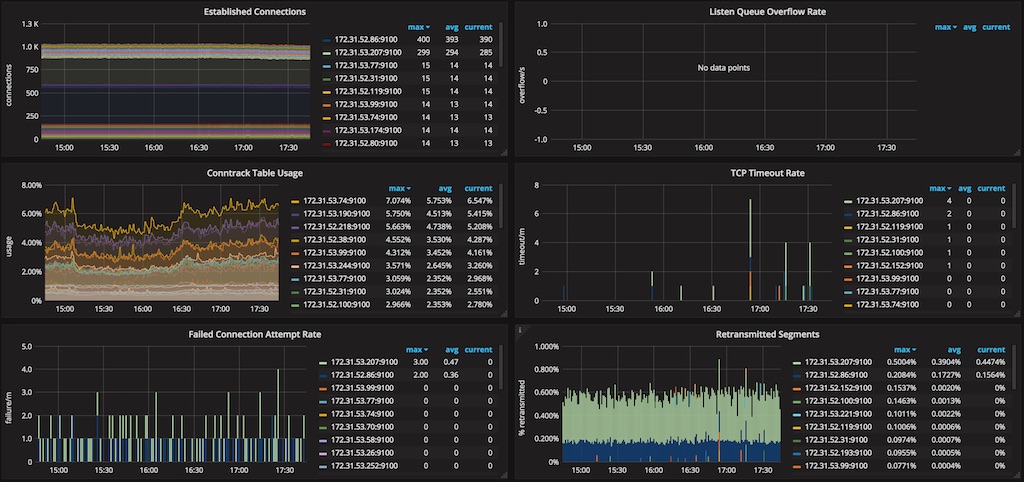 Established Connections
1.3 K
1.0 K
750
500
250
0
connections
15:00 15:30 16:00 16:30 17:00 17:30
max avg current
172.31.52.86:9100 400 393 390
172.31.53.207:9100 299 294 285
172.31.53.77:9100 15 14 14
172.31.52.31:9100 15 14 14
172.31.52.119:9100 15 14 14
172.31.53.99:9100 14 13 14
172.31.53.74:9100 14 13 13
172.31.53.174:9100 14 14 14
172.31.52.80:9100 14 13 13
Listen Queue Overflow Rate
1.0
0.5
0
-0.5
-1.0
overflow/s
No data points
15:00 15:30 16:00 16:30 17:00 17:30
max avg current
Conntrack Table Usage
8.00%
6.00%
4.00%
2.00%
0%
usage
15:00 15:30 16:00 16:30 17:00 17:30
max avg current
172.31.53.74:9100 7.074% 5.753% 6.547%
172.31.53.190:9100 5.750% 4.513% 5.415%
172.31.52.218:9100 5.663% 4.738% 5.208%
172.31.52.38:9100 4.552% 3.530% 4.287%
172.31.53.99:9100 4.312% 3.452% 4.161%
172.31.53.244:9100 3.571% 2.645% 3.260%
172.31.53.77:9100 3.059% 2.352% 2.968%
172.31.52.31:9100 3.024% 2.352% 2.551%
172.31.52.100:9100 2.966% 2.353% 2.780%
TCP Timeout Rate
8
6
4
2
0
timeout/m
15:00 15:30 16:00 16:30 17:00 17:30
max avg current
172.31.53.207:9100 4 0 0
172.31.52.86:9100 2 0 0
172.31.52.119:9100 1 0 0
172.31.52.31:9100 1 0 0
172.31.52.100:9100 1 0 0
172.31.52.152:9100 1 0 0
172.31.53.99:9100 0 0 0
172.31.53.77:9100 0 0 0
172.31.53.74:9100 0 0 0
Failed Connection Attempt Rate
5.0
4.0
3.0
2.0
1.0
0
failure/m
15:00 15:30 16:00 16:30 17:00 17:30
max avg current
172.31.53.207:9100 3.00 0.47 0
172.31.52.86:9100 2.00 0.36 0
172.31.53.99:9100 0 0 0
172.31.53.77:9100 0 0 0
172.31.53.74:9100 0 0 0
172.31.53.70:9100 0 0 0
172.31.53.58:9100 0 0 0
172.31.53.26:9100 0 0 0
172.31.53.252:9100 0 0 0
i
Retransmitted Segments
1.000%
0.800%
0.600%
0.400%
0.200%
0%
% retransmitted
15:00 15:30 16:00 16:30 17:00 17:30
max avg current
172.31.53.207:9100 0.5004% 0.3904% 0.4474%
172.31.52.86:9100 0.2084% 0.1727% 0.1564%
172.31.52.152:9100 0.1537% 0.0020% 0%
172.31.52.100:9100 0.1463% 0.0013% 0%
172.31.53.221:9100 0.1011% 0.0022% 0%
172.31.52.119:9100 0.1006% 0.0006% 0%
172.31.52.31:9100 0.0974% 0.0007% 0%
172.31.52.193:9100 0.0955% 0.0005% 0%
172.31.53.99:9100 0.0771% 0.0004% 0%